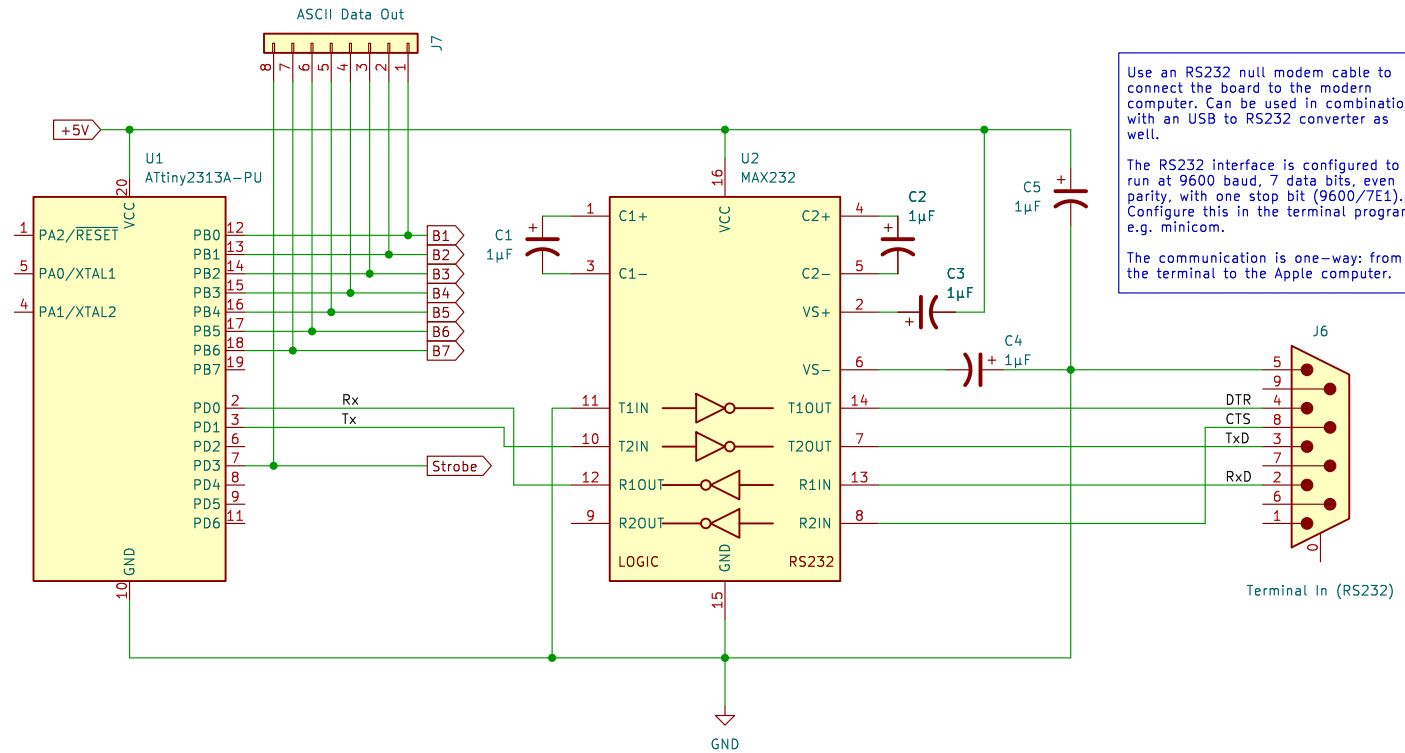 ASCII Data Out
J7
8 7 6 5 4 3 2 1
Use an RS232 null modem cable to
connect the board to the modern
computer. Can be used in combinatio
with an USB to RS232 converter as
well.
The RS232 interface is configured to
run at 9600 baud, 7 data bits, even
parity, with one stop bit (9600/7E1).
Configure this in the terminal program
e.g. minicom.
The communication is one-way: from
the terminal to the Apple computer.
+5V
U1
ATtiny2313A-PU
20
VCC
1 PA2/RESET
5 PA0/XTAL1
4 PA1/XTAL2
PB0 12 B1
PB1 13 B2
PB2 14 B3
PB3 15 B4
PB4 16 B5
PB5 17 B6
PB6 18 B7
PB7 19
PD0 2 Rx
PD1 3 Tx
PD2 6
PD3 7 Strobe
PD4 8
PD5 9
PD6 11
GND
10
U2
MAX232
16
VCC
C1
1µF
1 C1+
3 C1-
C2+ 4
C2- 5
C2
1µF
C3
1µF
VS+ 2
C4
1µF
VS- 6
C5
1µF
11 T1IN T1OUT 14
10 T2IN T2OUT 7
12 R1OUT R1IN 13
9 R2OUT R2IN 8
LOGIC GND RS232
15
GND
J6
5
9
DTR 4
CTS 8
TxD 3
7
RxD 2
6
1
0
Terminal In (RS232)